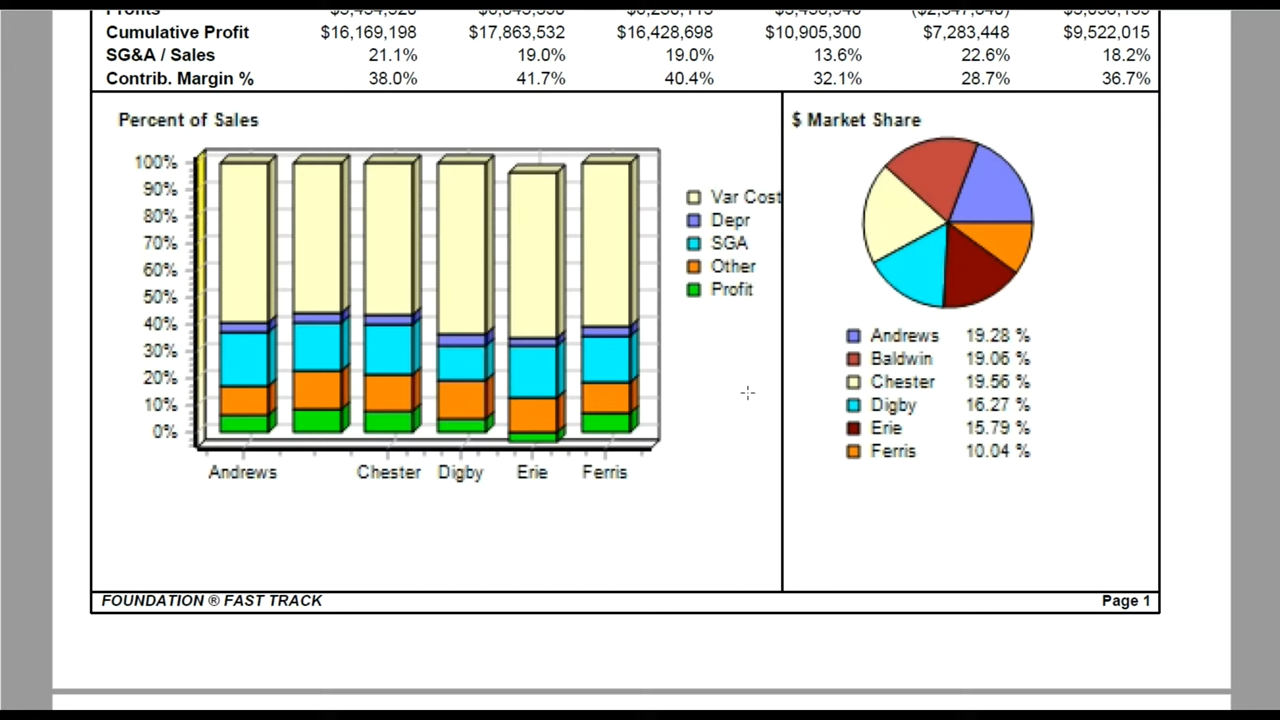 Profits
Cumulative Profit $16,169,198 $17,863,532 $16,428,698 $10,905,300 $7,283,448 $9,522,015
SG&A / Sales 21.1% 19.0% 19.0% 13.6% 22.6% 18.2%
Contrib. Margin % 38.0% 41.7% 40.4% 32.1% 28.7% 36.7%
Percent of Sales
100%
90%
80%
70%
60%
50%
40%
30%
20%
10%
0%
Andrews Chester Digby Erie Ferris
Var Cost
Depr
SGA
Other
Profit
$ Market Share
Andrews 19.28 %
Baldwin 19.06 %
Chester 19.56 %
Digby 16.27 %
Erie 15.79 %
Ferris 10.04 %
FOUNDATION ® FAST TRACK Page 1